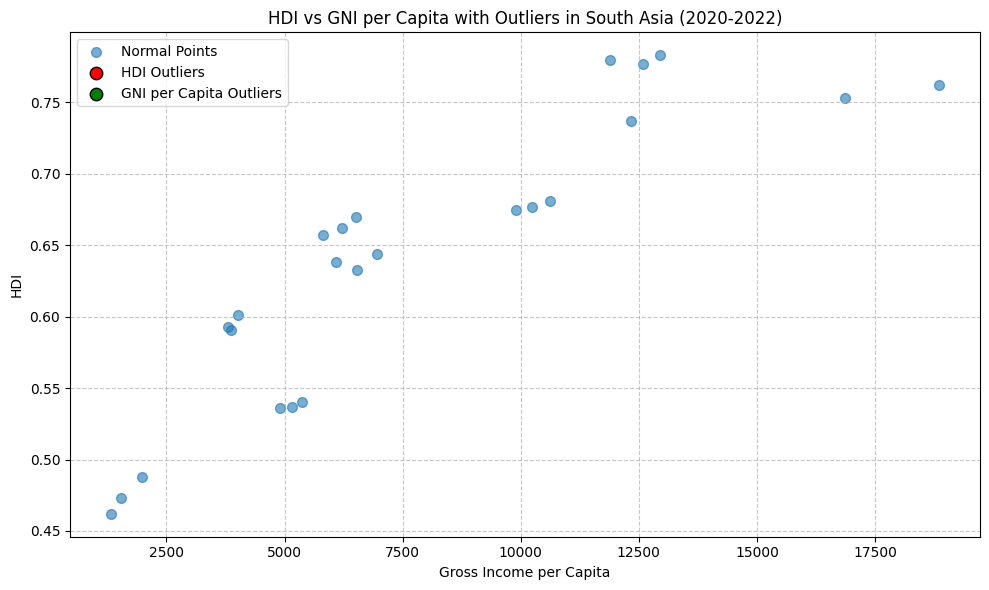 HDI vs GNI per Capita with Outliers in South Asia (2020-2022)
Normal Points
HDI Outliers
GNI per Capita Outliers
0.75
0.70
0.65
0.60
0.55
0.50
0.45
HDI
2500 5000 7500 10000 12500 15000 17500
Gross Income per Capita